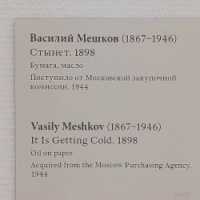 Василий Мешков (1867–1946)
Стынет. 1898
Бумага, масло
Поступило от Московской закупочной
комиссии. 1944
Vasily Meshkov (1867–1946)
It Is Getting Cold. 1898
Oil on paper
Acquired from the Moscow Purchasing Agency.
1944